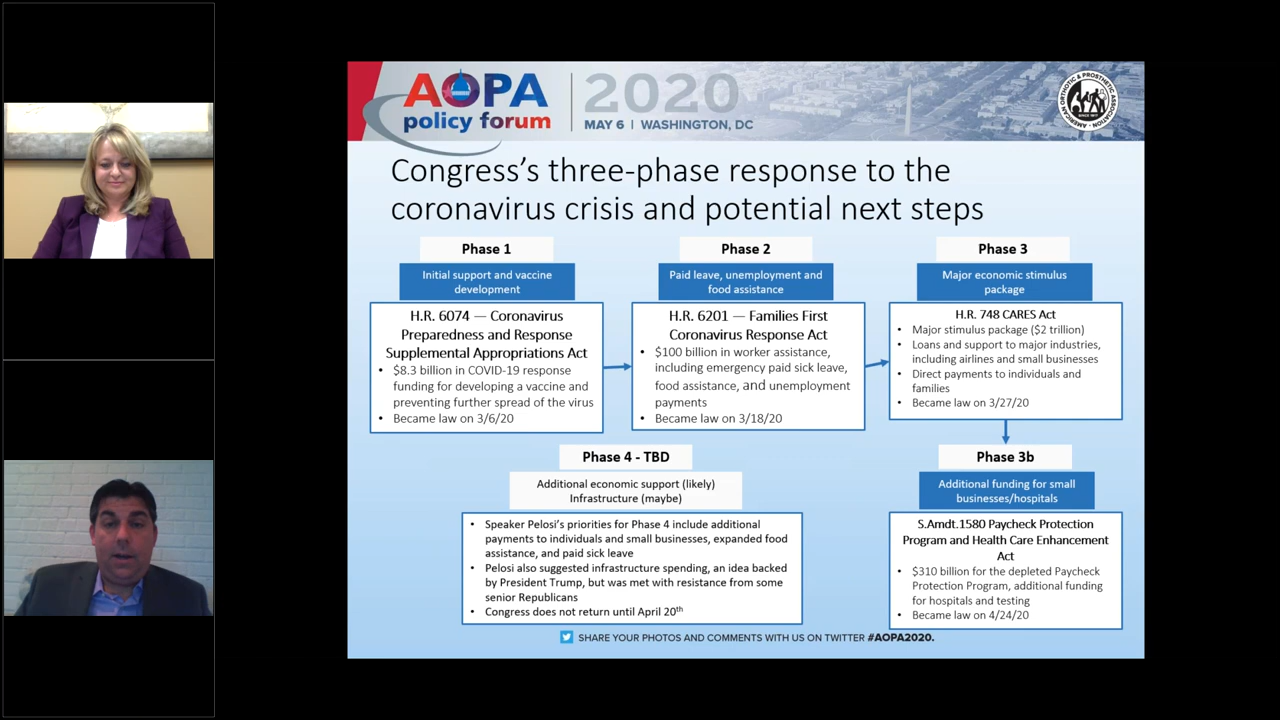 AOPA
policy forum
2020
MAY 6 | WASHINGTON, DC
AMERICAN ORTHOTIC & PROSTHETIC ASSOCIATION
SINCE 1917
Congress's three-phase response to the
coronavirus crisis and potential next steps
Phase 1
Initial support and vaccine
development
H.R. 6074 — Coronavirus
Preparedness and Response
Supplemental Appropriations Act
• $8.3 billion in COVID-19 response
funding for developing a vaccine and
preventing further spread of the virus
• Became law on 3/6/20
Phase 2
Paid leave, unemployment and
food assistance
H.R. 6201 — Families First
Coronavirus Response Act
• $100 billion in worker assistance,
including emergency paid sick leave,
food assistance, and unemployment
payments
• Became law on 3/18/20
Phase 3
Major economic stimulus
package
H.R. 748 CARES Act
• Major stimulus package ($2 trillion)
• Loans and support to major industries,
including airlines and small businesses
• Direct payments to individuals and
families
• Became law on 3/27/20
Phase 4 - TBD
Additional economic support (likely)
Infrastructure (maybe)
• Speaker Pelosi's priorities for Phase 4 include additional
payments to individuals and small businesses, expanded food
assistance, and paid sick leave
• Pelosi also suggested infrastructure spending, an idea backed
by President Trump, but was met with resistance from some
senior Republicans
• Congress does not return until April 20th
Phase 3b
Additional funding for small
businesses/hospitals
S.Amdt.1580 Paycheck Protection
Program and Health Care Enhancement
Act
• $310 billion for the depleted Paycheck
Protection Program, additional funding
for hospitals and testing
• Became law on 4/24/20
SHARE YOUR PHOTOS AND COMMENTS WITH US ON TWITTER #AOPA2020.